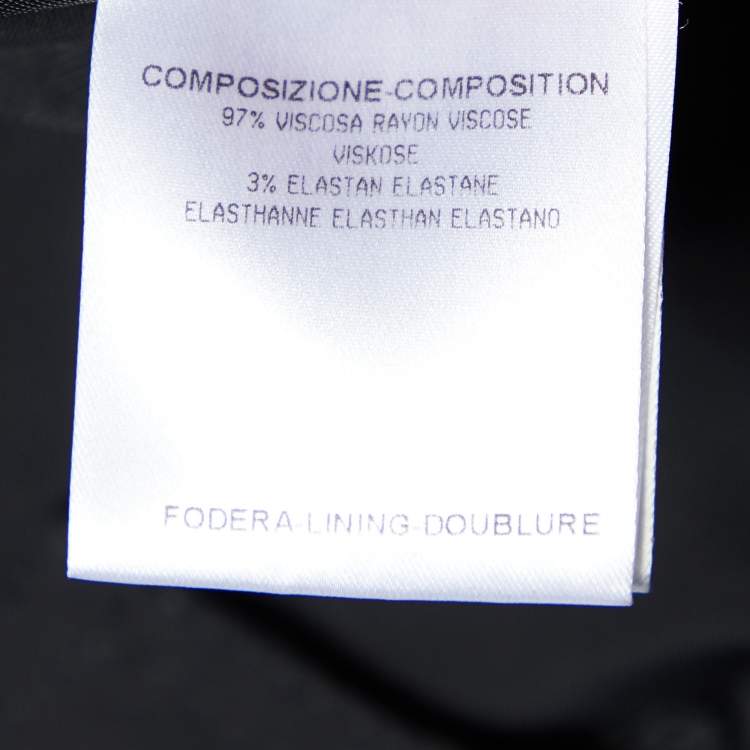 COMPOSIZIONE-COMPOSITION
97% VISCOSA RAYON VISCOSE
VISKOSE
3% ELASTAN ELASTANE
ELASTHANNE ELASTHAN ELASTANO
FODERA-LINING-DOUBLURE